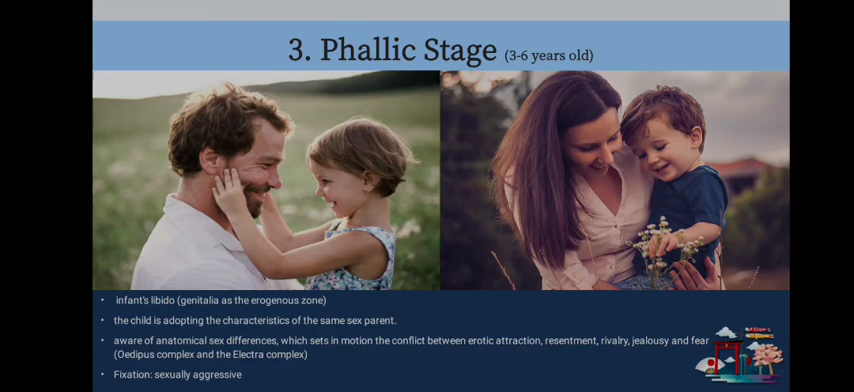 3. Phallic Stage (3-6 years old)
• infant's libido (genitalia as the erogenous zone)
• the child is adopting the characteristics of the same sex parent.
• aware of anatomical sex differences, which sets in motion the conflict between erotic attraction, resentment, rivalry, jealousy and fear
(Oedipus complex and the Electra complex)
• Fixation: sexually aggressive